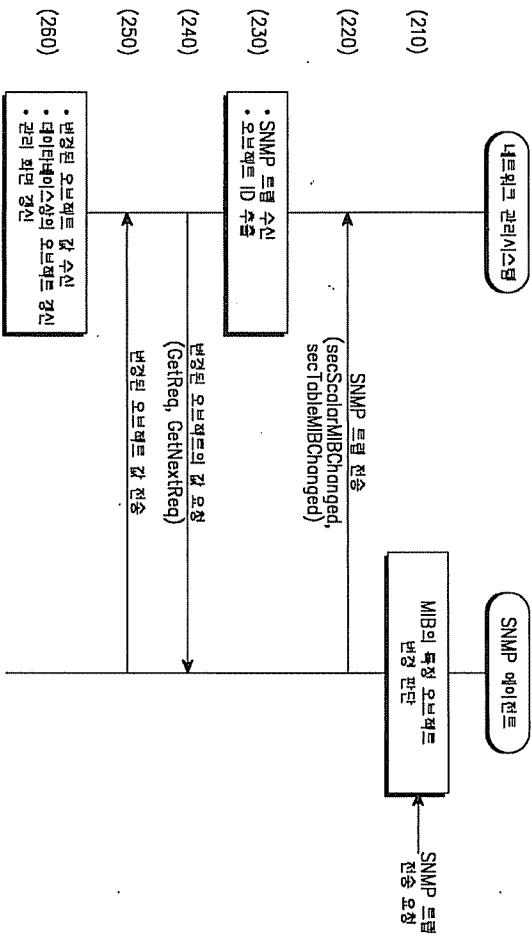 네트워크 관리시스템
SNMP 에이전트
(210)
MIB의 특정 오브젝트
변경 판단
SNMP 트랩
전송 요청
(220)
SNMP 트랩 전송
(secScalarMIBChanged,
secTableMIBChanged)
(230)
• SNMP 트랩 수신
• 오브젝트 ID 추출
(240)
변경된 오브젝트의 값 요청
(GetReq, GetNextReq)
(250)
변경된 오브젝트 값 전송
(260)
• 변경된 오브젝트 값 수신
• 데이터베이스상의 오브젝트 갱신
• 관리 화면 갱신